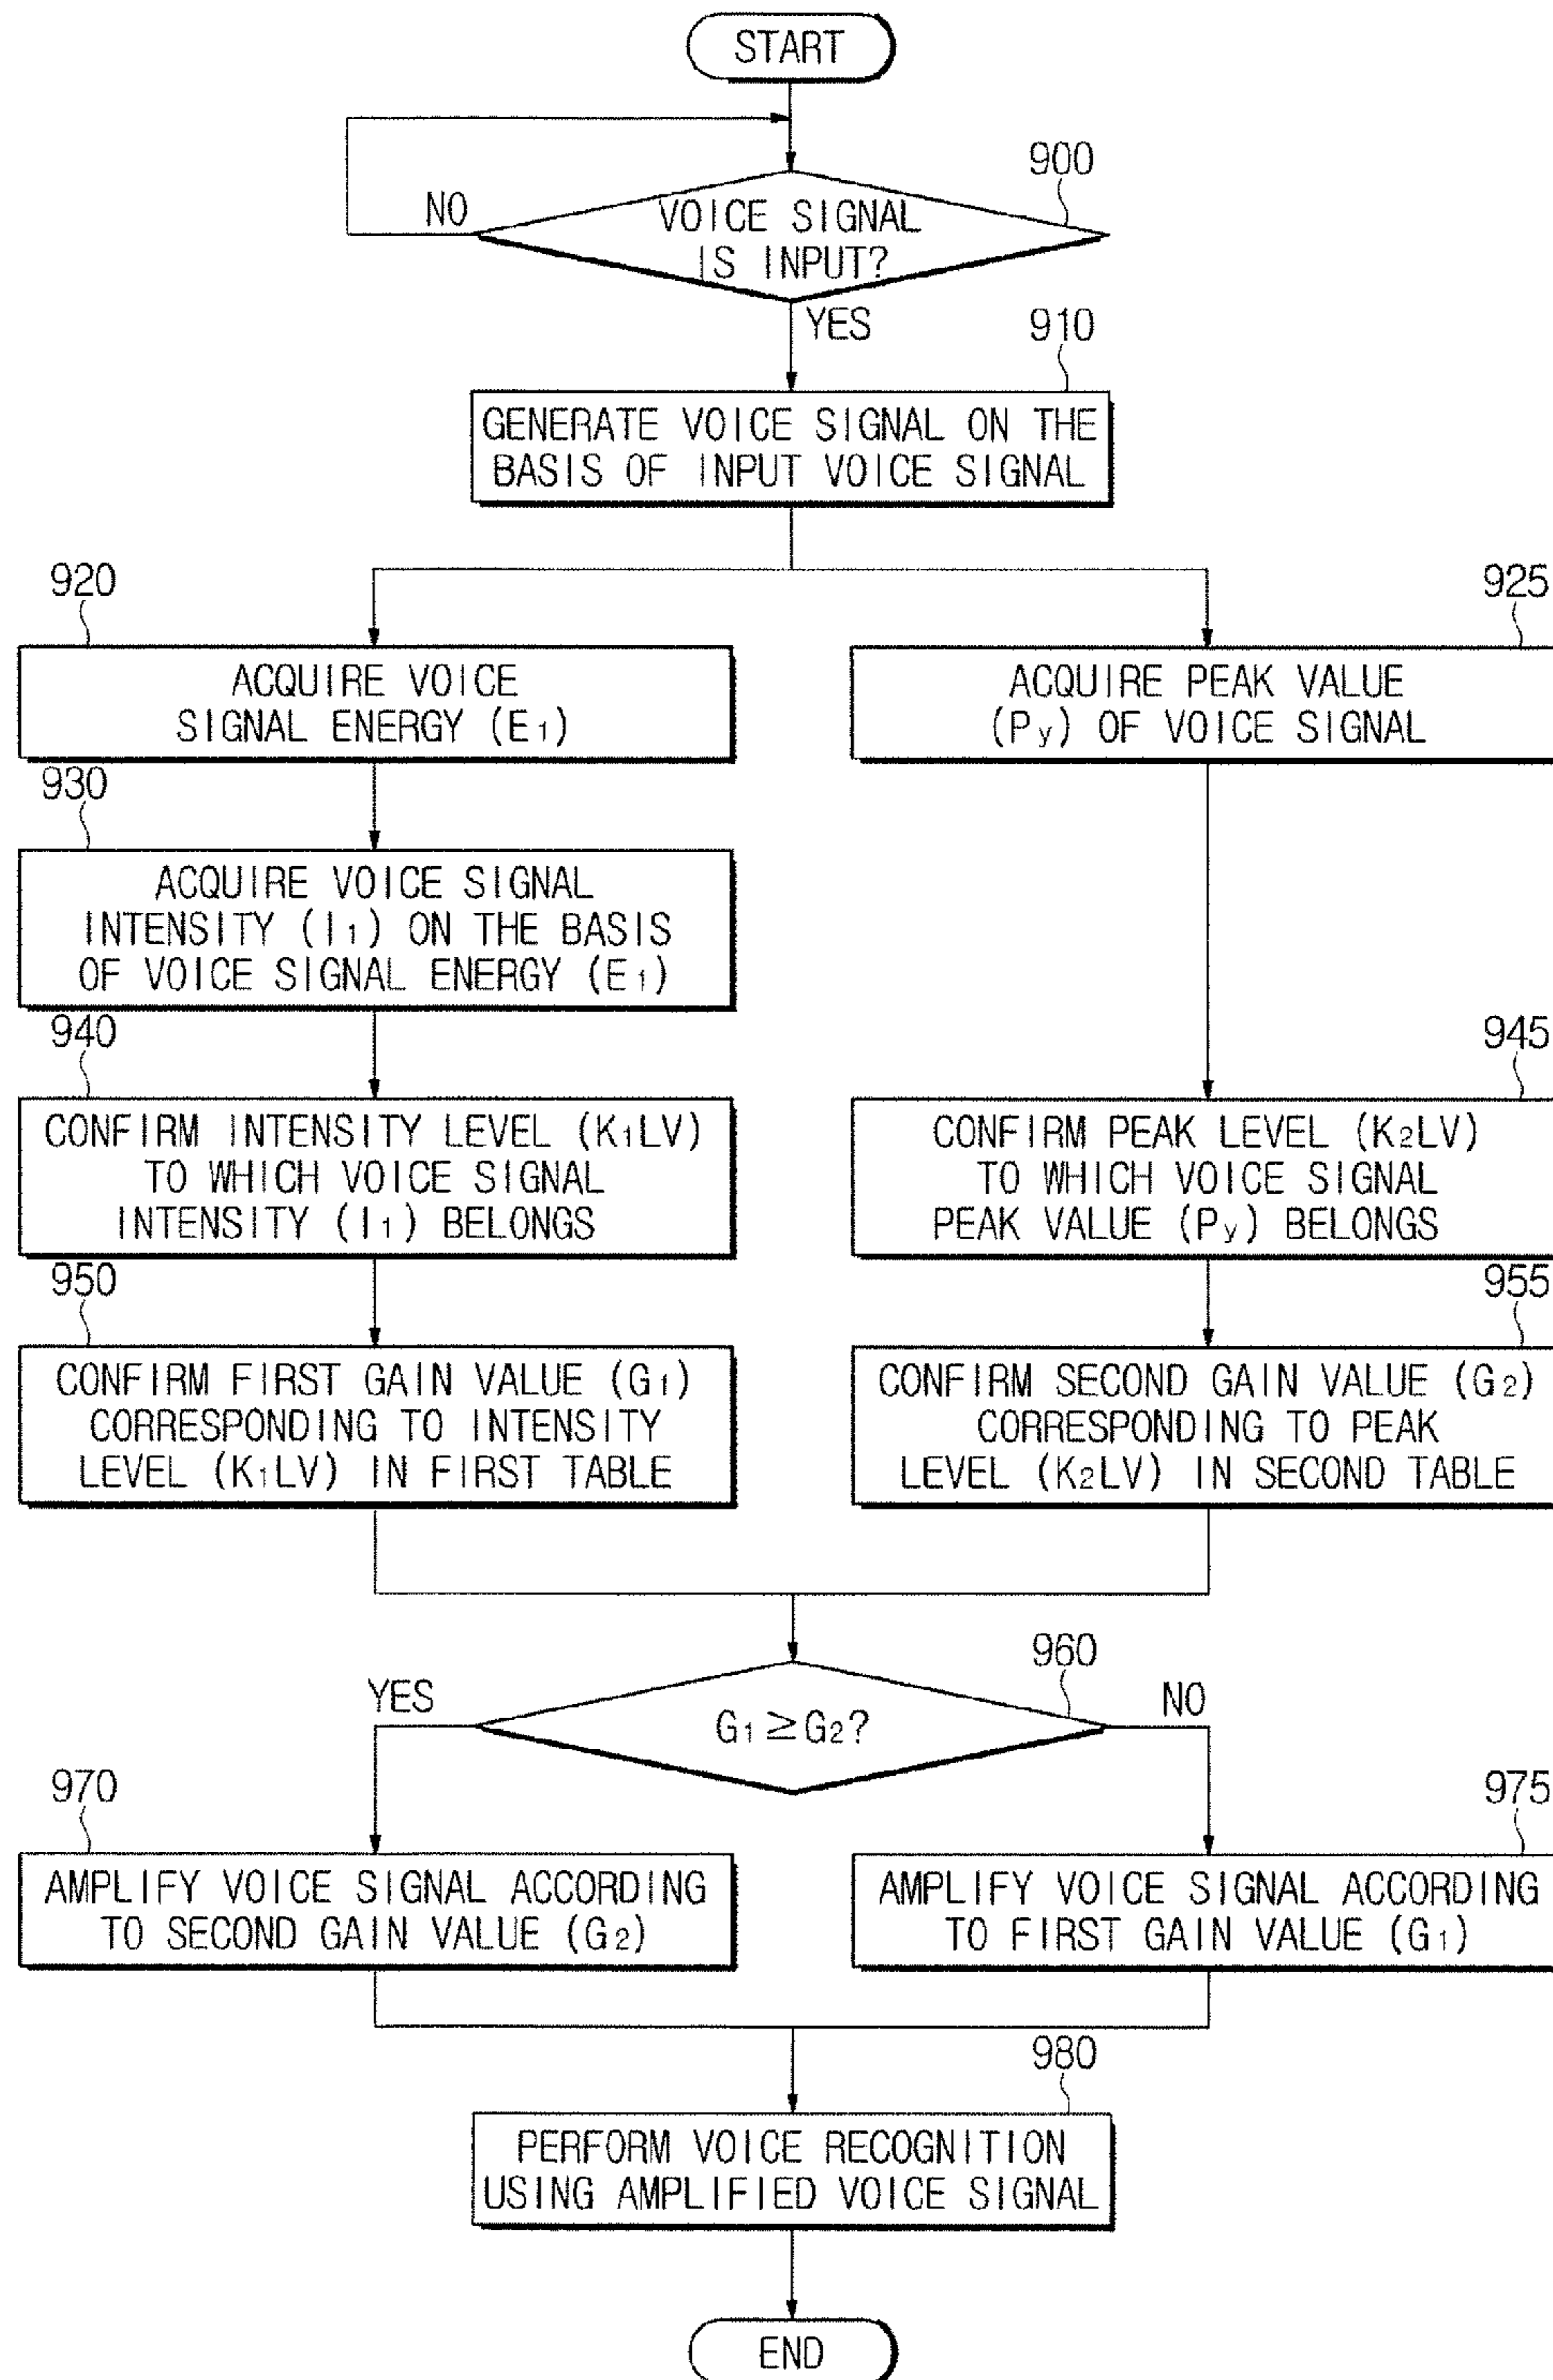 START
900
NO
VOICE SIGNAL
IS INPUT?
YES
910
GENERATE VOICE SIGNAL ON THE
BASIS OF INPUT VOICE SIGNAL
920
ACQUIRE VOICE
SIGNAL ENERGY (E₁)
925
ACQUIRE PEAK VALUE
(Pᵧ) OF VOICE SIGNAL
930
ACQUIRE VOICE SIGNAL
INTENSITY (I₁) ON THE BASIS
OF VOICE SIGNAL ENERGY (E₁)
940
CONFIRM INTENSITY LEVEL (K₁LV)
TO WHICH VOICE SIGNAL
INTENSITY (I₁) BELONGS
945
CONFIRM PEAK LEVEL (K₂LV)
TO WHICH VOICE SIGNAL
PEAK VALUE (Pᵧ) BELONGS
950
CONFIRM FIRST GAIN VALUE (G₁)
CORRESPONDING TO INTENSITY
LEVEL (K₁LV) IN FIRST TABLE
955
CONFIRM SECOND GAIN VALUE (G₂)
CORRESPONDING TO PEAK
LEVEL (K₂LV) IN SECOND TABLE
960
YES
G₁≥G₂?
NO
970
AMPLIFY VOICE SIGNAL ACCORDING
TO SECOND GAIN VALUE (G₂)
975
AMPLIFY VOICE SIGNAL ACCORDING
TO FIRST GAIN VALUE (G₁)
980
PERFORM VOICE RECOGNITION
USING AMPLIFIED VOICE SIGNAL
END